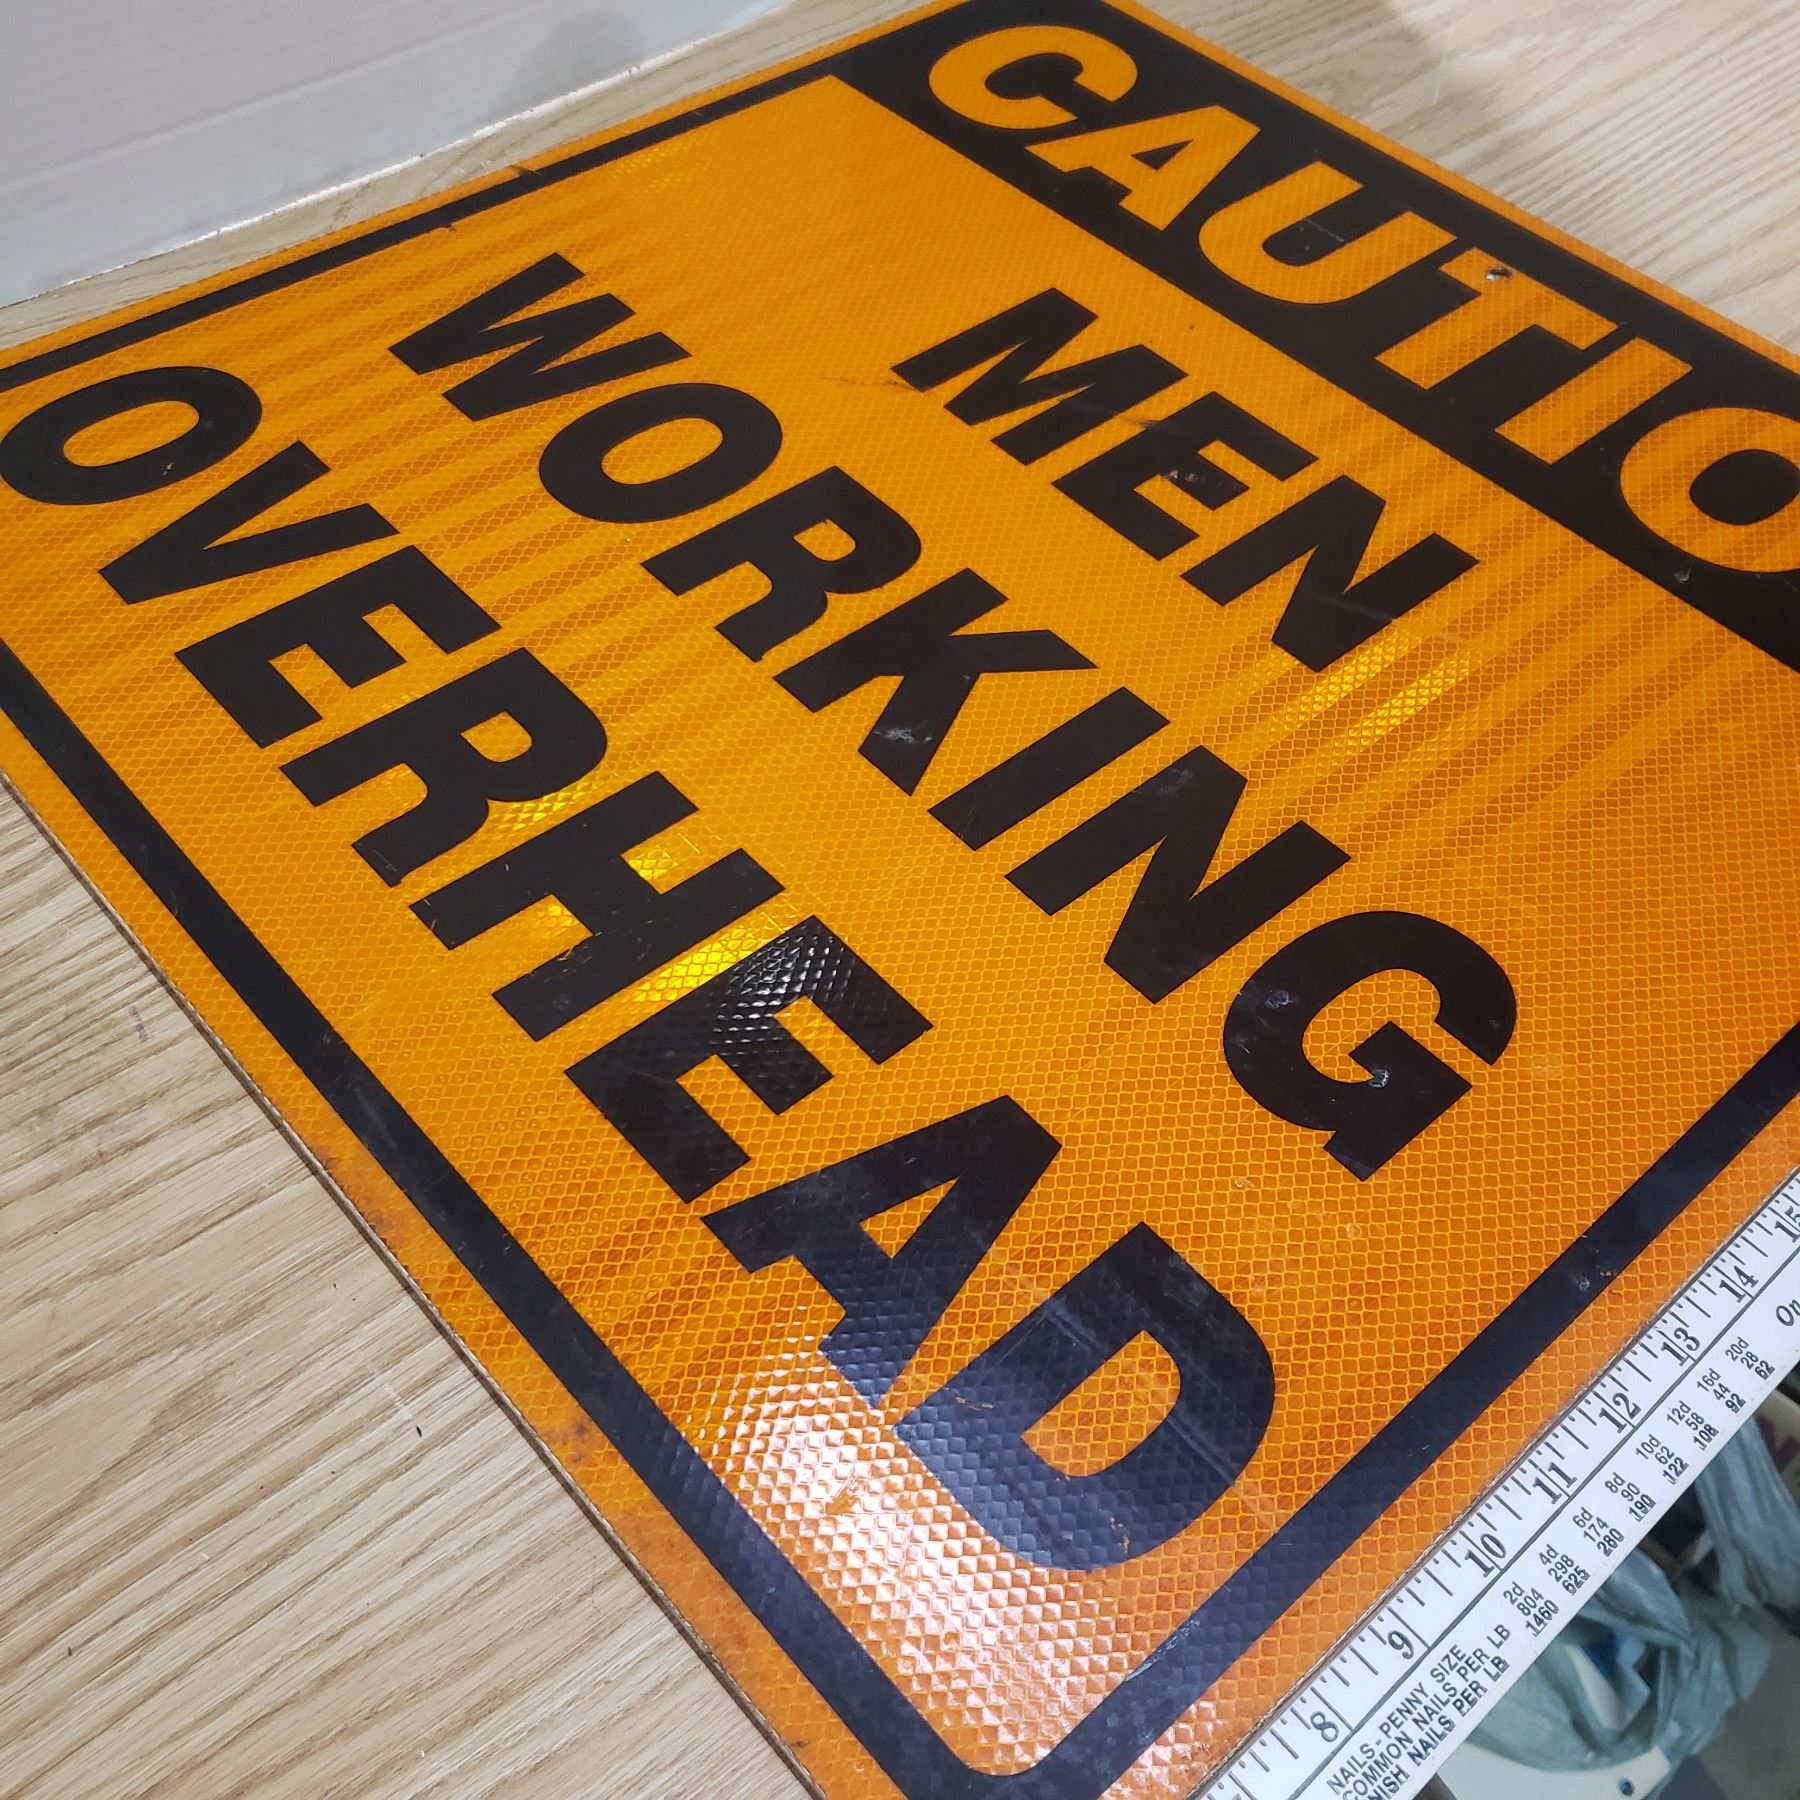 CAUTIO
MEN
WORKING
OVERHEAD
8 9 10 11 12 13 14 15
NAILS-PENNY SIZE 2d 4d 6d 8d 10d 12d 16d 20d
COMMON NAILS PER LB 804 298 174 90 62 58 44 28
NISH NAILS PER LB 1460 625 280 190 122 108 92 62